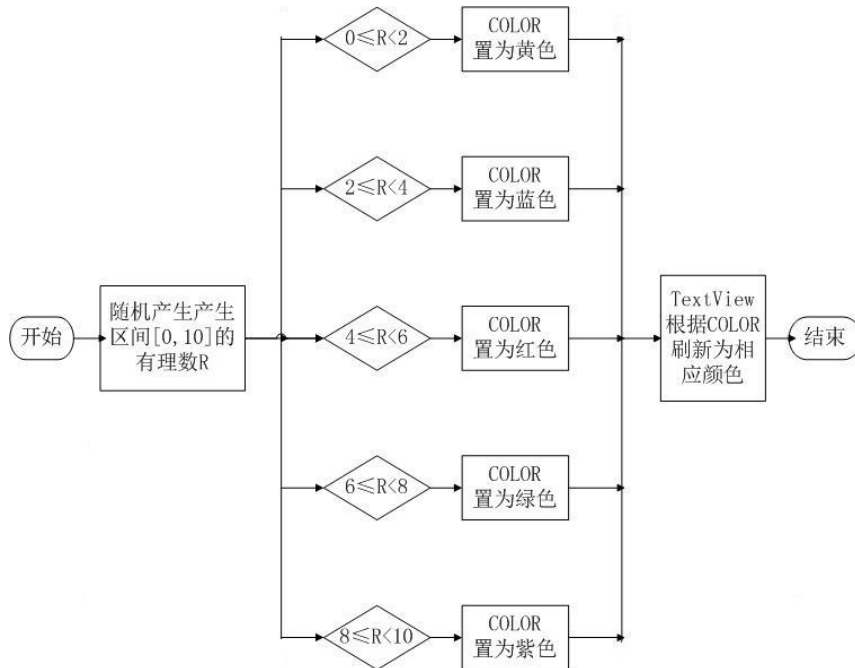 0≤R<2
COLOR
置为黄色
2≤R<4
COLOR
置为蓝色
开始
随机产生产生
区间[0,10]的
有理数R
4≤R<6
COLOR
置为红色
TextView
根据COLOR
刷新为相
应颜色
结束
6≤R<8
COLOR
置为绿色
8≤R<10
COLOR
置为紫色